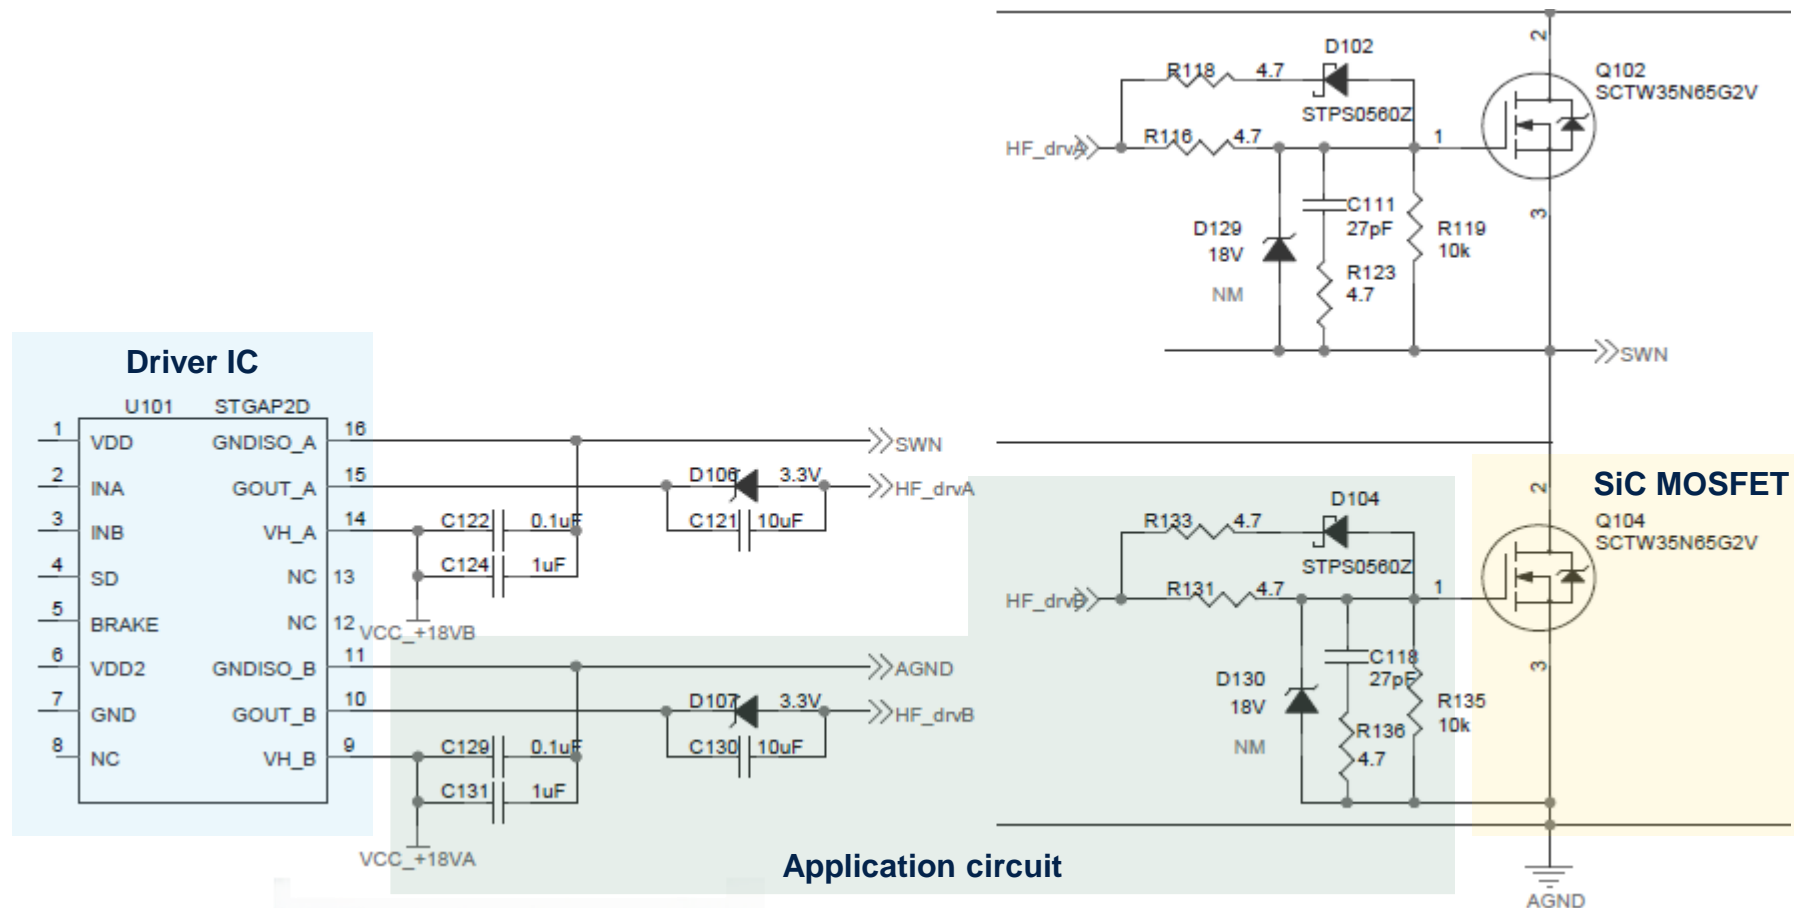 D102
R118 4.7
STPS0560Z
2
Q102
SCTW35N65G2V
HF_drvA
R116 4.7
1
C111
27pF
D129
18V
NM
R119
10k
R123
4.7
3
SWN
Driver IC
U101 STGAP2D
1 VDD GNDISO_A 16
SWN
2 INA GOUT_A 15
D106 3.3V
HF_drvA
3 INB VH_A 14
C122 0.1uF
C121 10uF
4 SD NC 13
C124 1uF
5 BRAKE NC 12
VCC_+18VB
6 VDD2 GNDISO_B 11
AGND
7 GND GOUT_B 10
D107 3.3V
HF_drvB
8 NC VH_B 9
C129 0.1uF
C130 10uF
C131 1uF
VCC_+18VA
D104
R133 4.7
STPS0560Z
HF_drvB
R131 4.7
1
C118
27pF
D130
18V
NM
R135
10k
R136
4.7
Application circuit
SiC MOSFET
2
Q104
SCTW35N65G2V
3
AGND